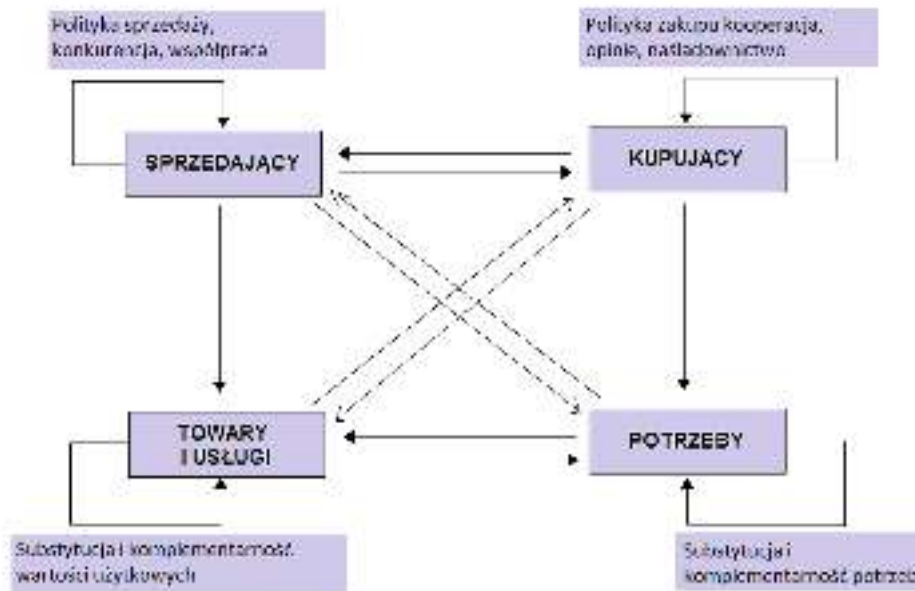 Polityka sprzedaży,
konkurencja, współpraca
Polityka zakupu kooperacja,
opinie, naśladownictwo
SPRZEDAJĄCY
KUPUJĄCY
TOWARY
I USŁUGI
POTRZEBY
Substytucja i komplementarność
wartości użytkowych
Substytucja i
komplementarność potrzeb